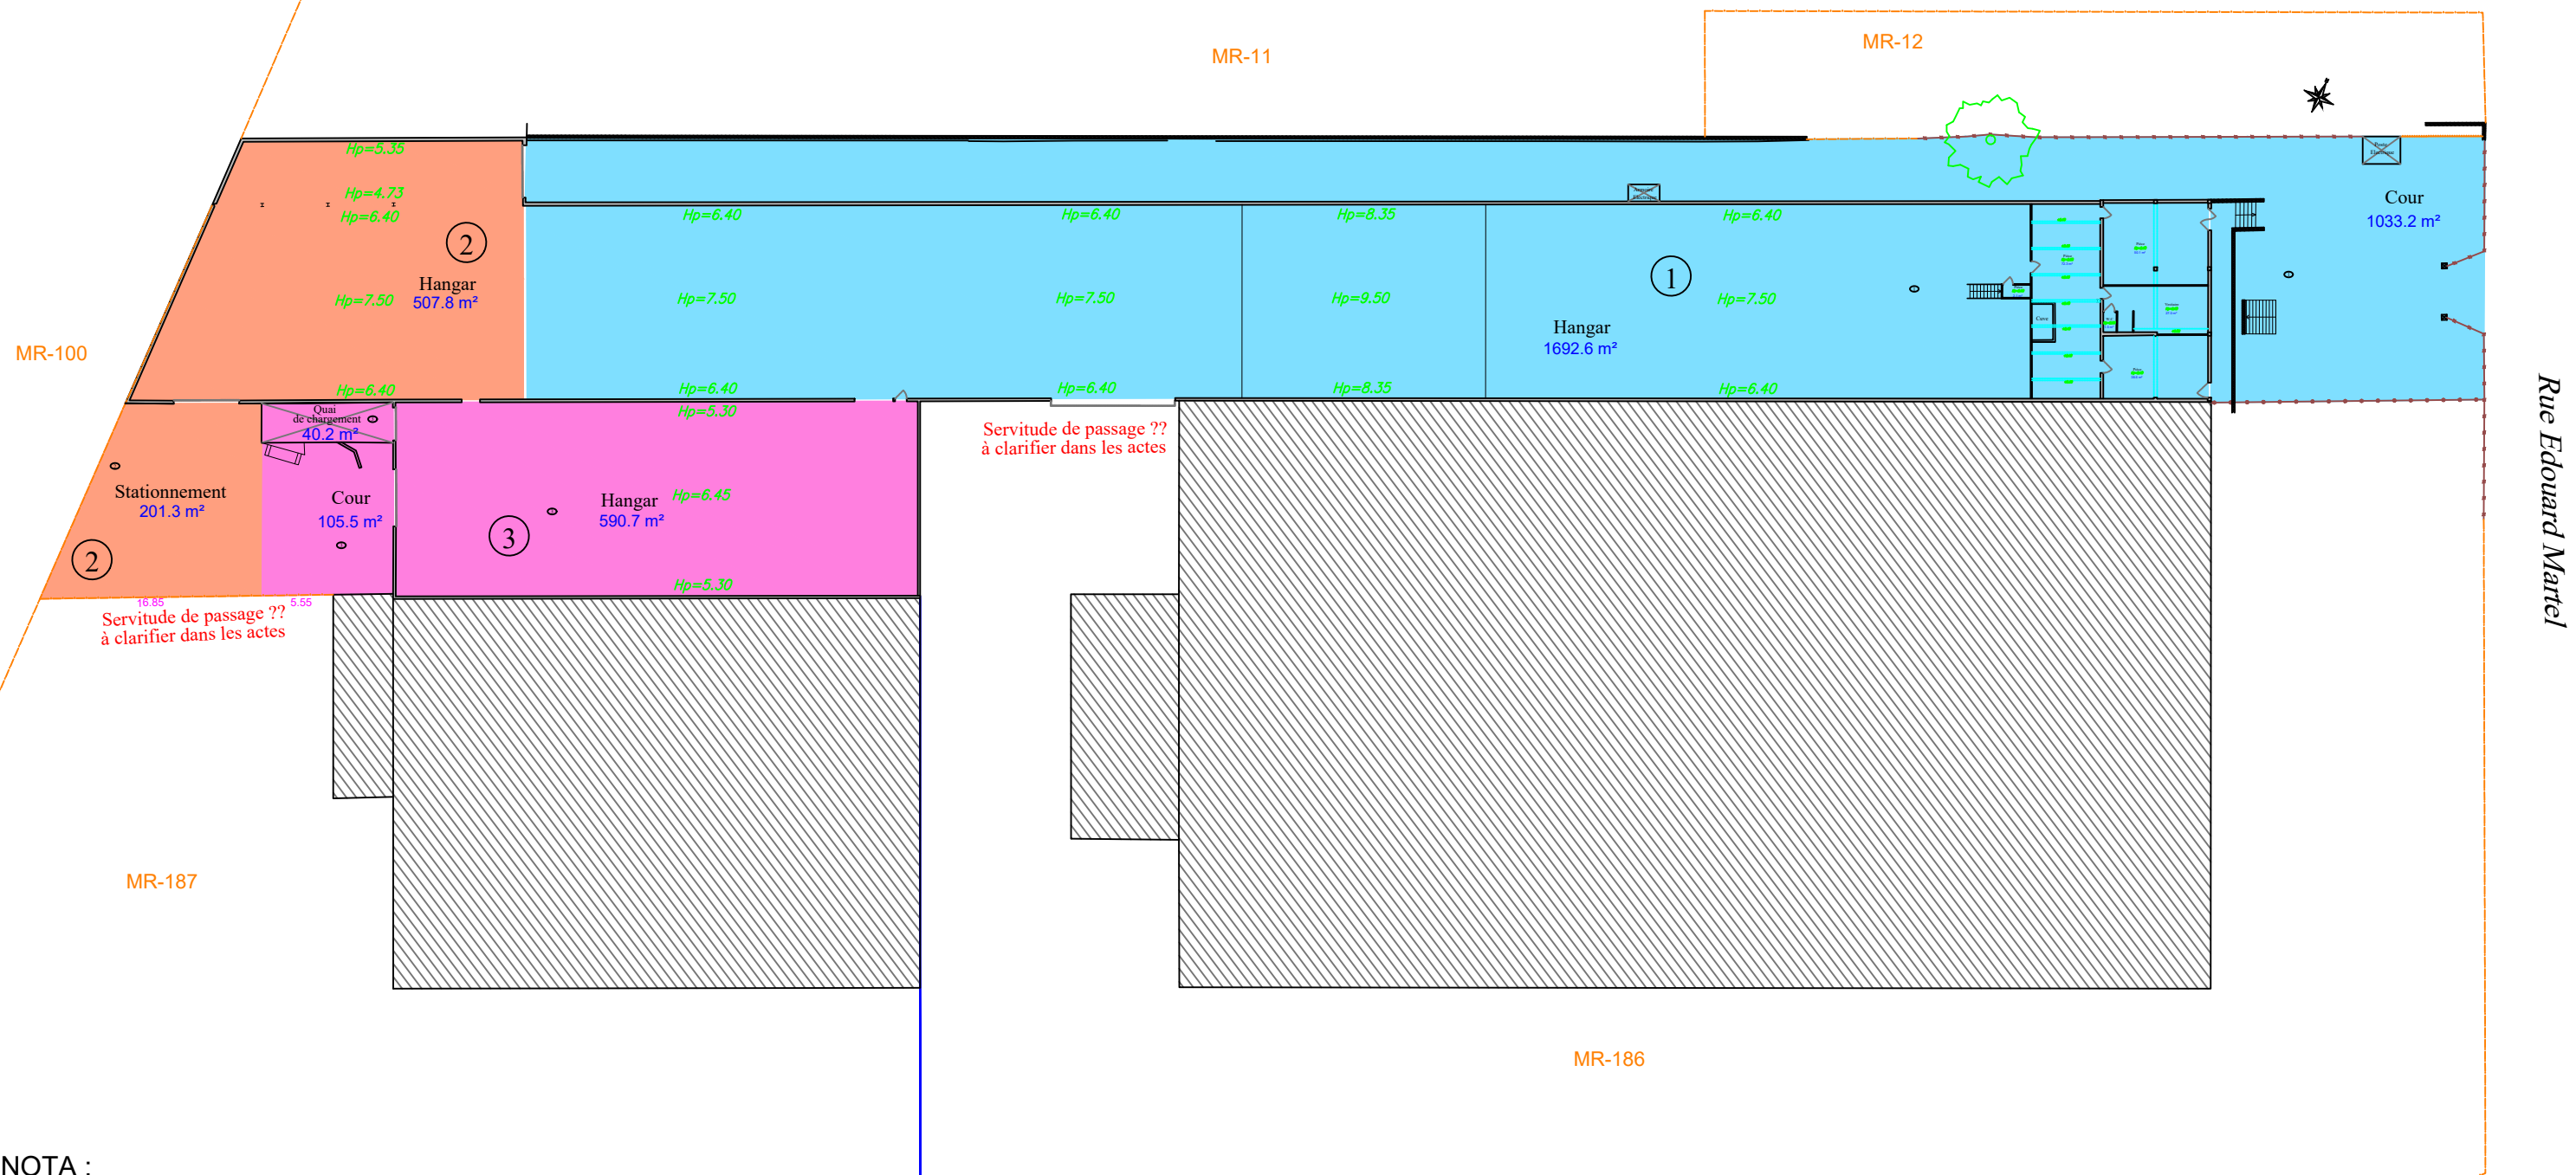 MR-11
MR-12
Hp=5.35
Hp=4.73
Hp=6.40
Hp=6.40
Hp=6.40
Hp=8.35
Hp=6.40
Cour
1033.2 m²
2
Hangar
507.8 m²
Hp=7.50
Hp=7.50
Hp=7.50
Hp=9.50
1
Hp=7.50
Hangar
1692.6 m²
MR-100
Hp=6.40
Hp=6.40
Hp=6.40
Hp=8.35
Hp=6.40
Rue Edouard Martel
Quai
de chargement
40.2 m²
Hp=5.30
Servitude de passage ??
à clarifier dans les actes
Stationnement
201.3 m²
Cour
105.5 m²
Hangar
590.7 m²
Hp=6.45
3
2
Hp=5.30
16.85
5.55
Servitude de passage ??
à clarifier dans les actes
MR-187
MR-186
NOTA :